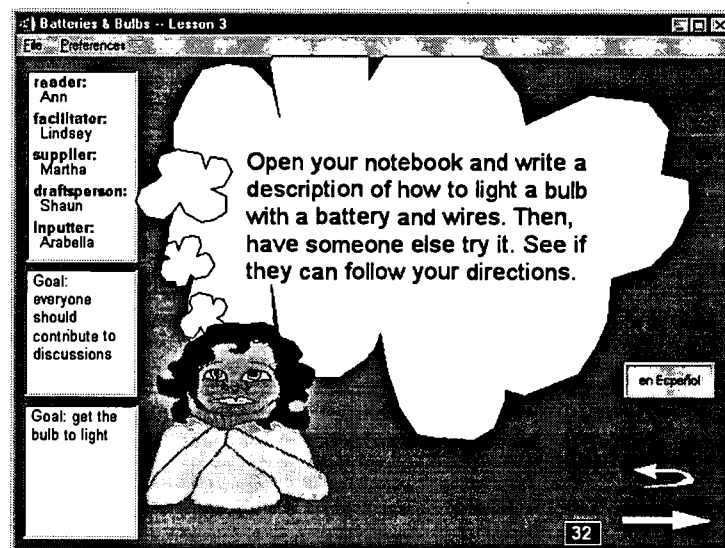 Batteries & Bulbs -- Lesson 3
File Preferences
reader:
Ann
facilitator:
Lindsey
supplier:
Martha
draftsperson:
Shaun
Inputter:
Arabella
Goal:
everyone
should
contribute to
discussions
Goal: get the
bulb to light
Open your notebook and write a
description of how to light a bulb
with a battery and wires. Then,
have someone else try it. See if
they can follow your directions.
en Español
32